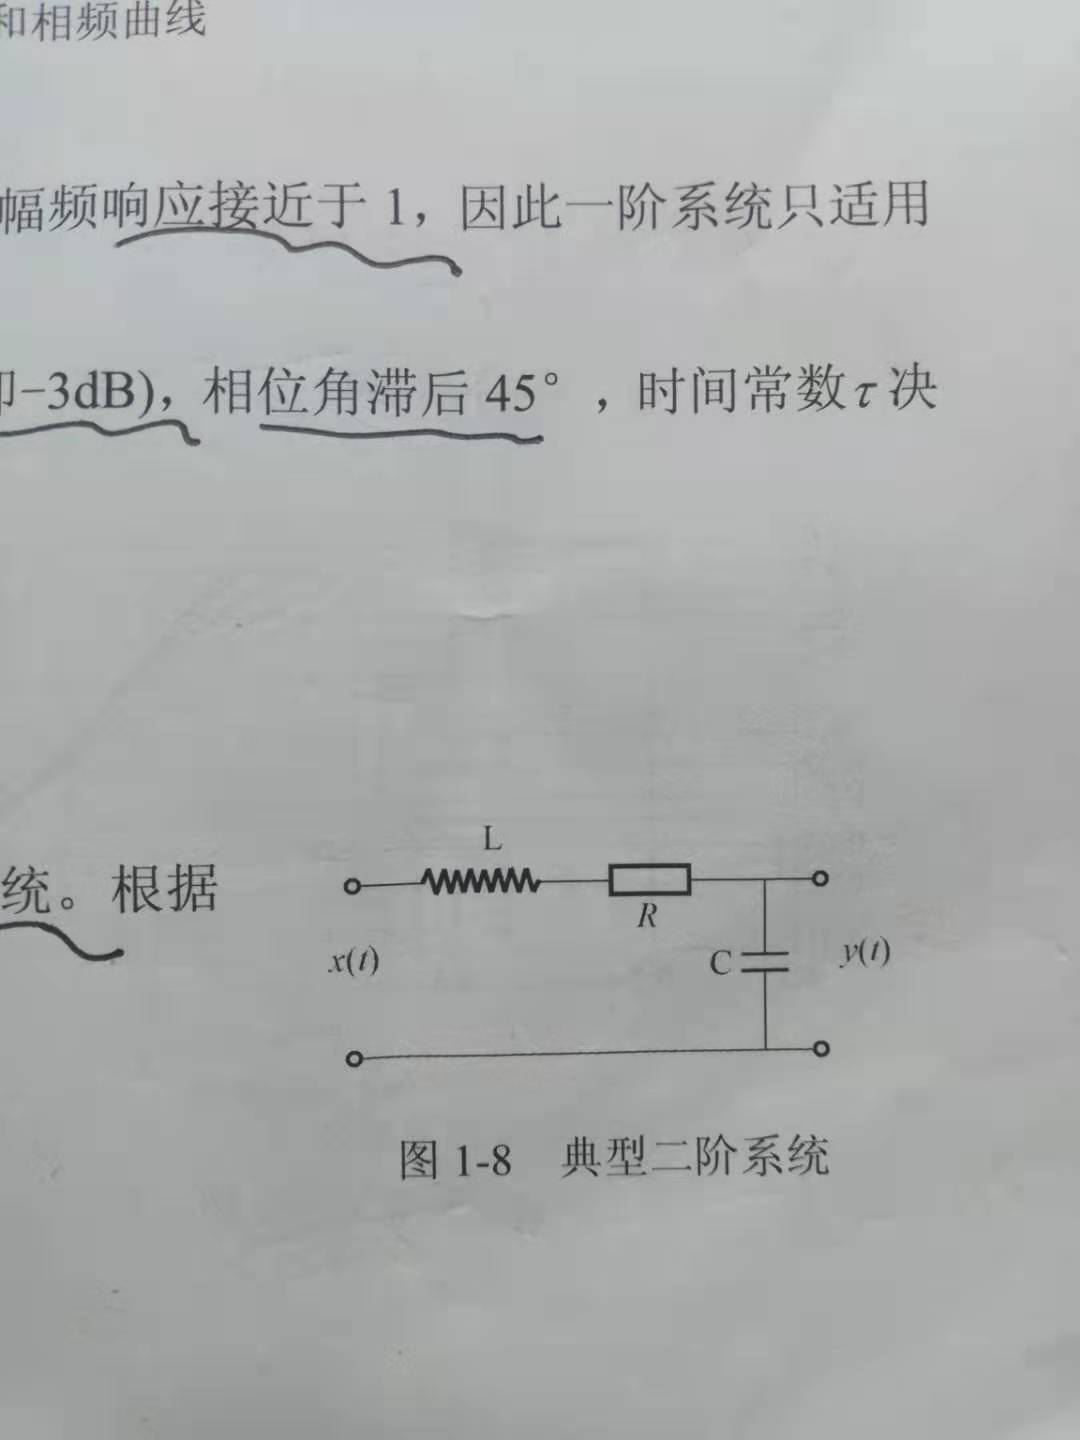 和相频曲线
幅频响应接近于 1，因此一阶系统只适用
-3dB)，相位角滞后 45°，时间常数τ决
L
统。根据
R
x(t)
C
y(t)
图 1-8 典型二阶系统